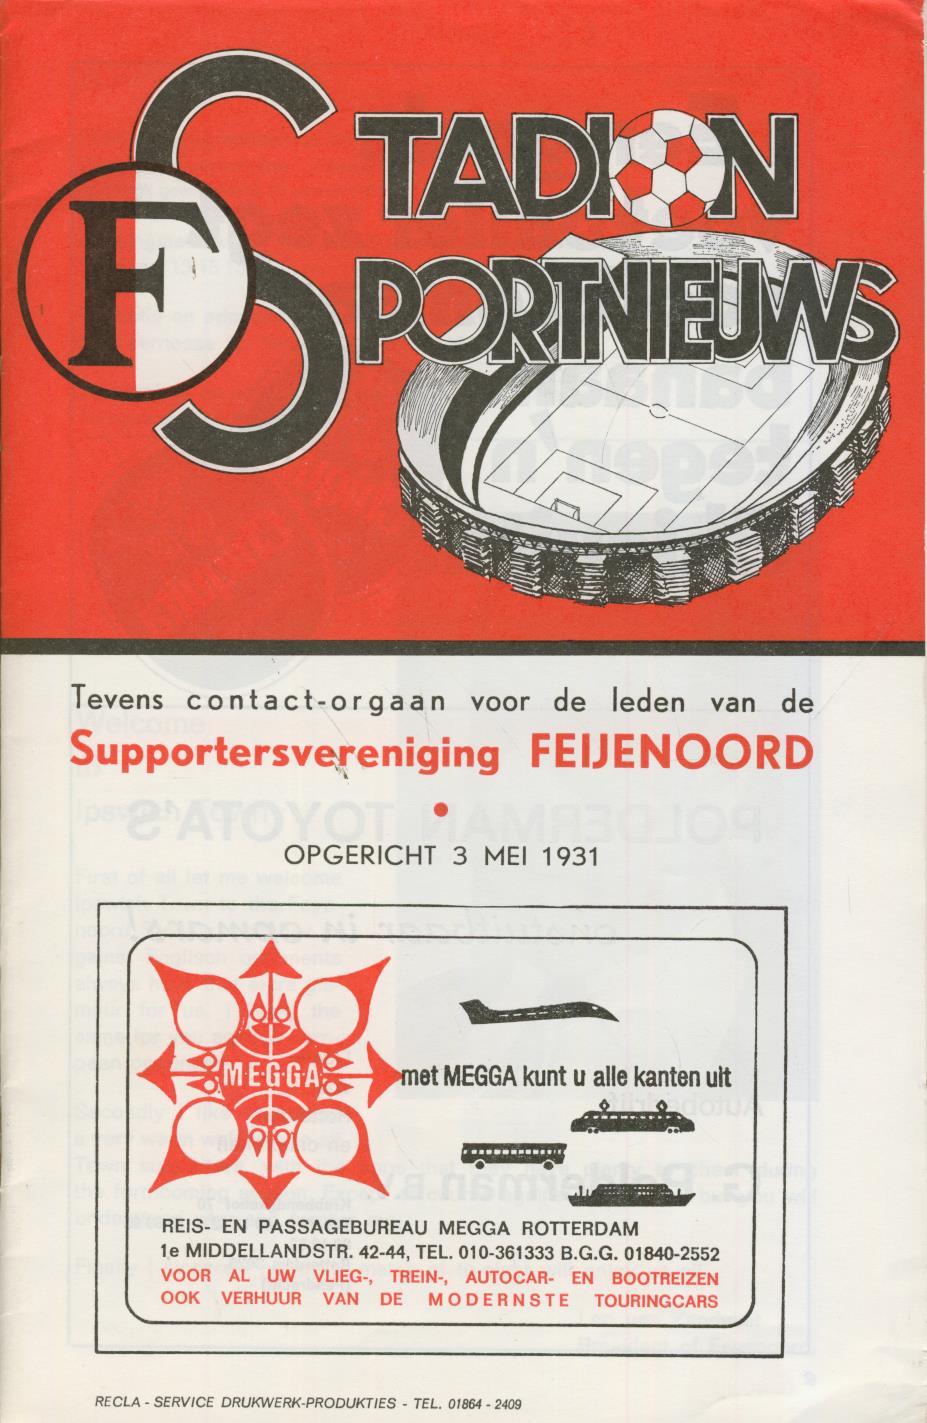 STADION
SPORTNIEUWS
F
Tevens contact-orgaan voor de leden van de
Supportersvereniging FEIJENOORD
OPGERICHT 3 MEI 1931
MEGGA
met MEGGA kunt u alle kanten uit
REIS- EN PASSAGEBUREAU MEGGA ROTTERDAM
1e MIDDELLANDSTR. 42-44, TEL. 010-361333 B.G.G. 01840-2552
VOOR AL UW VLIEG-, TREIN-, AUTOCAR- EN BOOTREIZEN
OOK VERHUUR VAN DE MODERNSTE TOURINGCARS
RECLA - SERVICE DRUKWERK-PRODUKTIES - TEL. 01864 - 2409